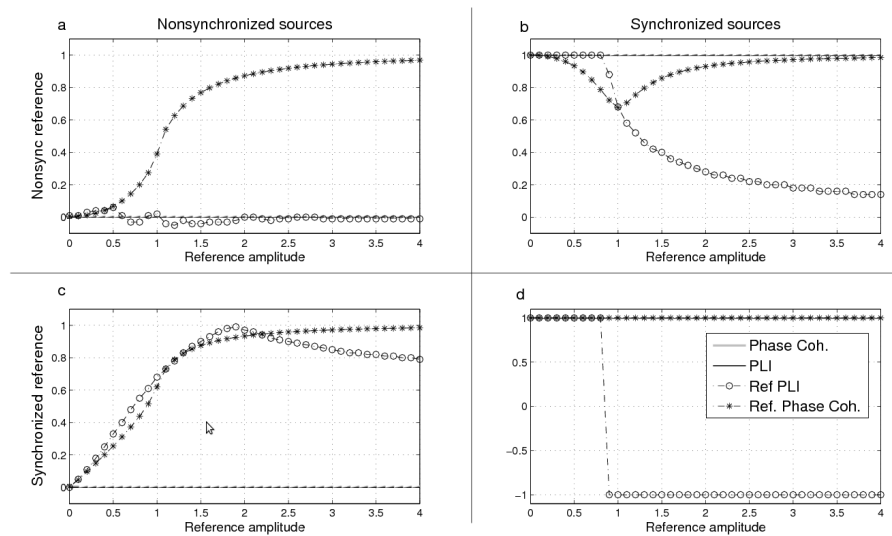 Nonsynchronized sources
Synchronized sources
a
b
Nonsync reference
1
0.8
0.6
0.4
0.2
0
0 0.5 1 1.5 2 2.5 3 3.5 4
Reference amplitude
1
0.8
0.6
0.4
0.2
0
0 0.5 1 1.5 2 2.5 3 3.5 4
Reference amplitude
c
d
Synchronized reference
1
0.8
0.6
0.4
0.2
0
0 0.5 1 1.5 2 2.5 3 3.5 4
Reference amplitude
1
0.5
0
−0.5
−1
0 0.5 1 1.5 2 2.5 3 3.5 4
Reference amplitude
Phase Coh.
PLI
Ref PLI
Ref. Phase Coh.